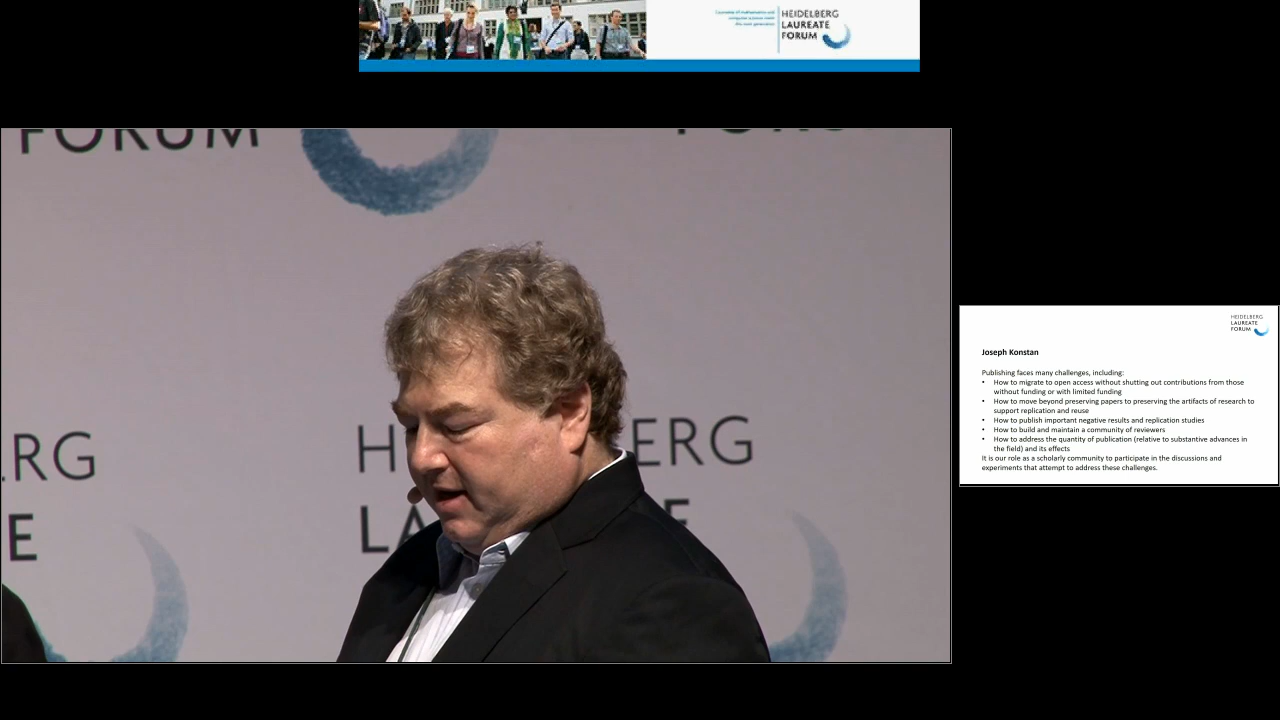 HEIDELBERG
LAUREATE
FORUM
FORUM
HEIDELBERG
LAUREATE
FORUM
Joseph Konstan
Publishing faces many challenges, including:
• How to migrate to open access without shutting out contributions from those
without funding or with limited funding
• How to move beyond preserving papers to preserving the artifacts of research to
support replication and reuse
• How to publish important negative results and replication studies
• How to build and maintain a community of reviewers
• How to address the quantity of publication (relative to substantive advances in
the field) and its effects
It is our role as a scholarly community to participate in the discussions and
experiments that attempt to address these challenges.
ERG
H ERG
E
LA E